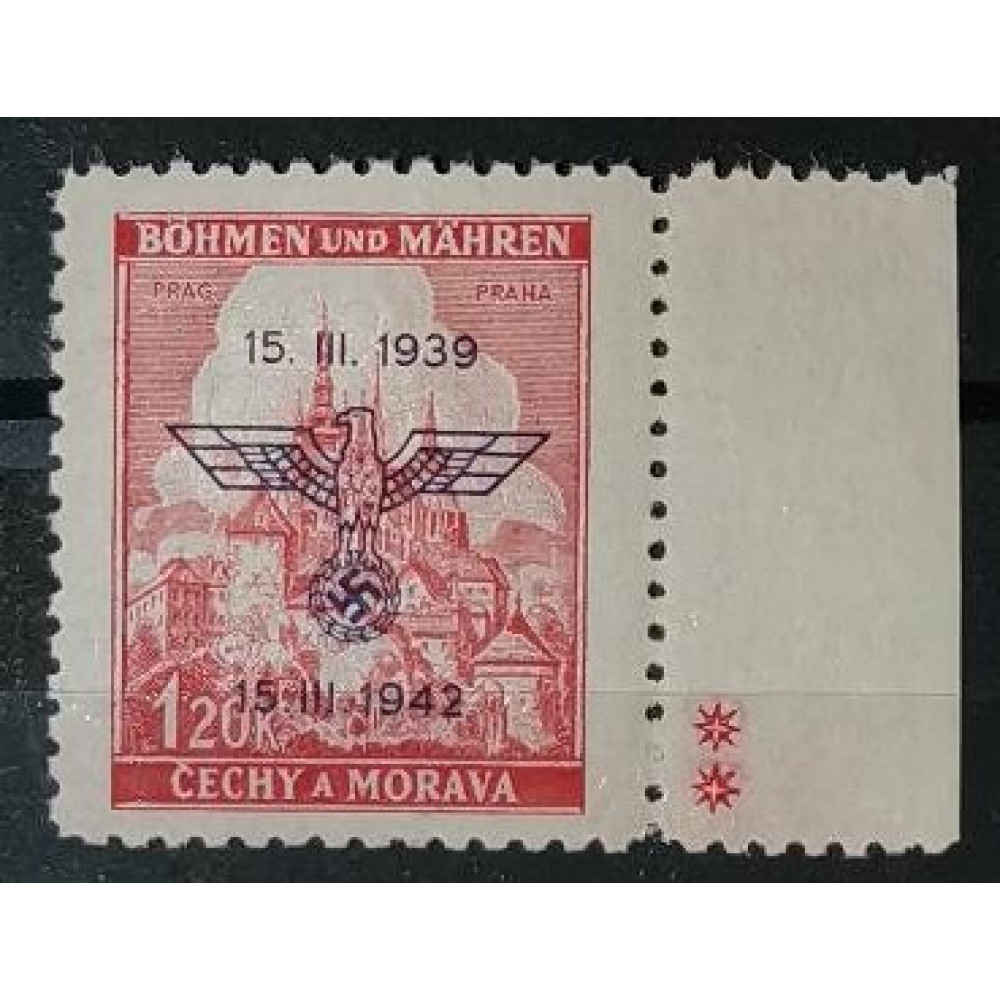 BÖHMEN UND MÄHREN
PRAG PRAHA
15. III. 1939
15. III. 1942
1 20 K
ČECHY A MORAVA